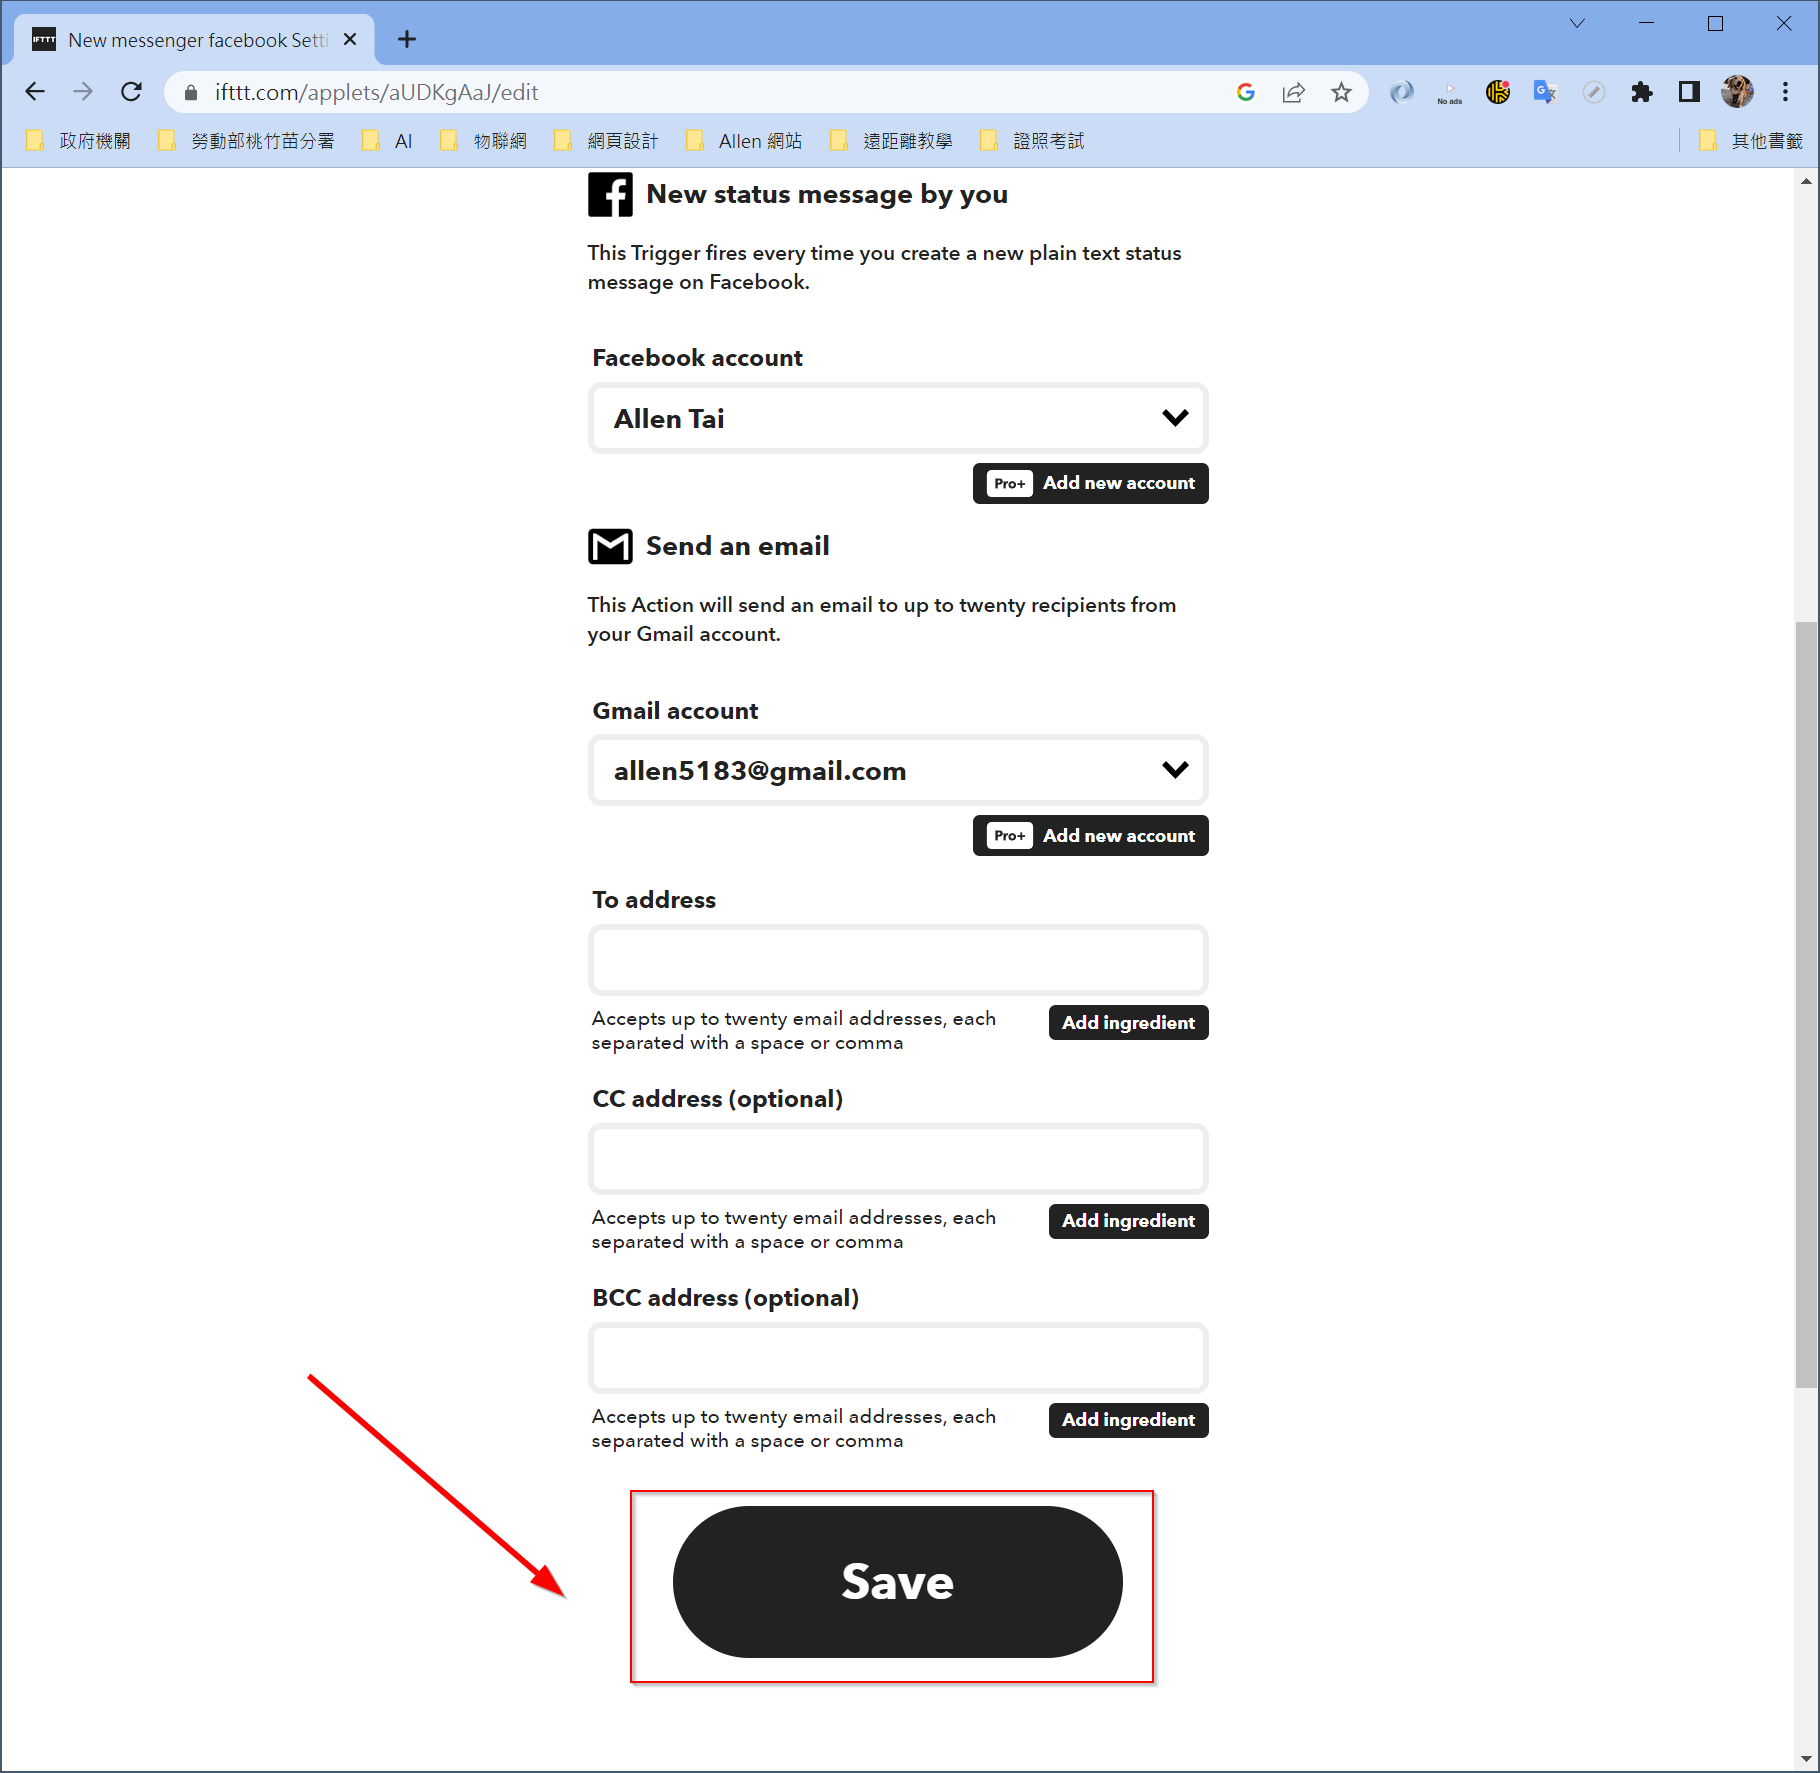 IFTTT New messenger facebook Setti
ifttt.com/applets/aUDKgAaJ/edit
No ads
政府機關 勞動部桃竹苗分署 AI 物聯網 網頁設計 Allen 網站 遠距離教學 證照考試 其他書籤
New status message by you
This Trigger fires every time you create a new plain text status
message on Facebook.
Facebook account
Allen Tai
Pro+ Add new account
Send an email
This Action will send an email to up to twenty recipients from
your Gmail account.
Gmail account
allen5183@gmail.com
Pro+ Add new account
To address
Accepts up to twenty email addresses, each
separated with a space or comma
Add ingredient
CC address (optional)
Accepts up to twenty email addresses, each
separated with a space or comma
Add ingredient
BCC address (optional)
Accepts up to twenty email addresses, each
separated with a space or comma
Add ingredient
Save